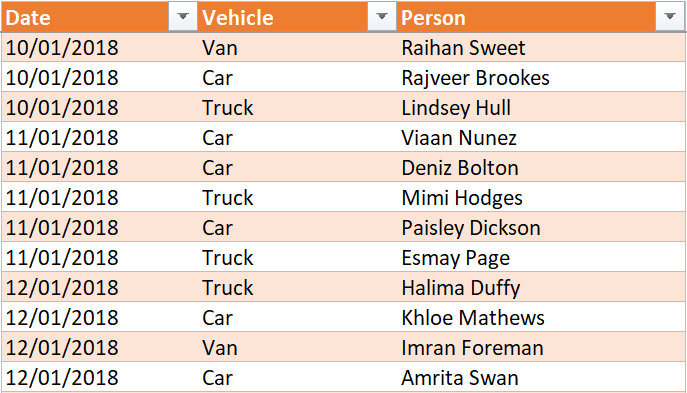 Date Vehicle Person
10/01/2018 Van Raihan Sweet
10/01/2018 Car Rajveer Brookes
10/01/2018 Truck Lindsey Hull
11/01/2018 Car Viaan Nunez
11/01/2018 Car Deniz Bolton
11/01/2018 Truck Mimi Hodges
11/01/2018 Car Paisley Dickson
11/01/2018 Truck Esmay Page
12/01/2018 Truck Halima Duffy
12/01/2018 Car Khloe Mathews
12/01/2018 Van Imran Foreman
12/01/2018 Car Amrita Swan